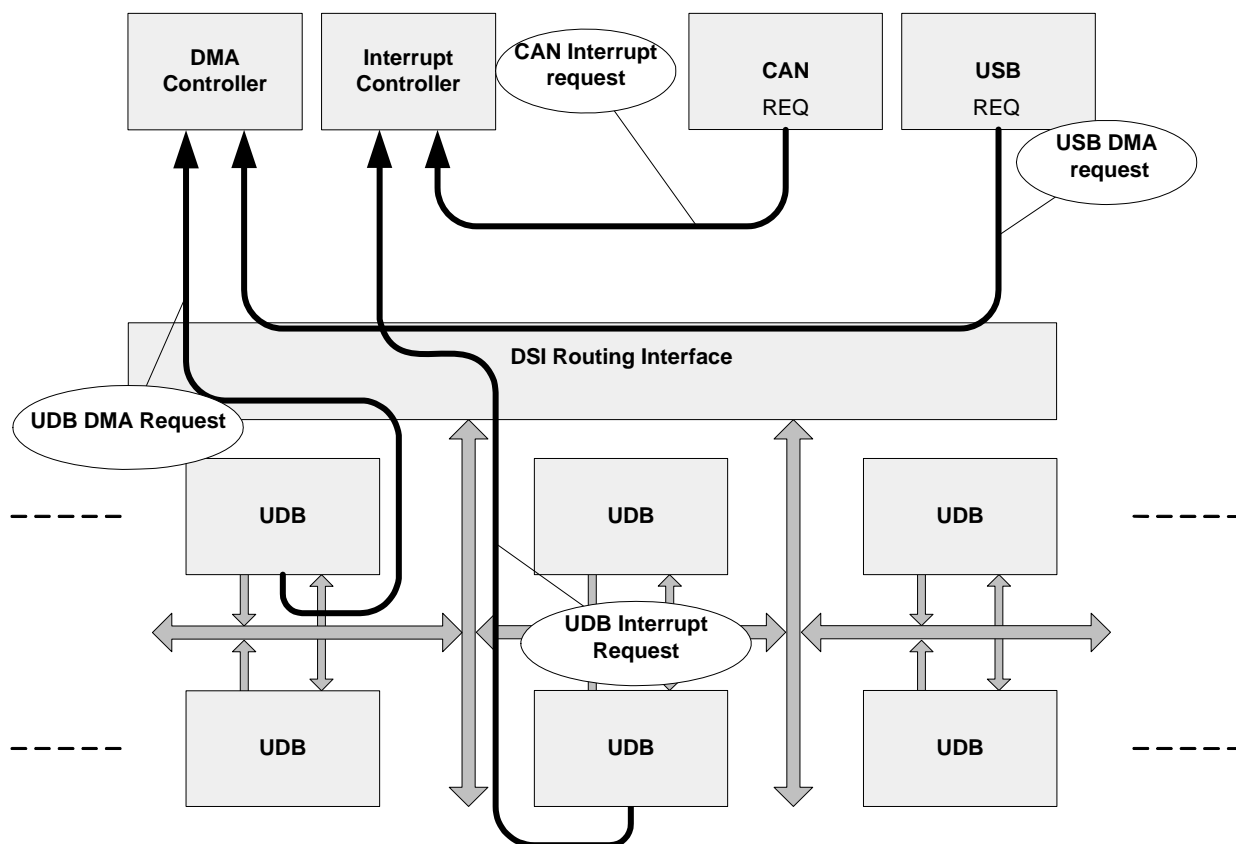 DMA
Controller
Interrupt
Controller
CAN Interrupt
request
CAN
REQ
USB
REQ
USB DMA
request
DSI Routing Interface
UDB DMA Request
UDB
UDB
UDB
UDB Interrupt
Request
UDB
UDB
UDB